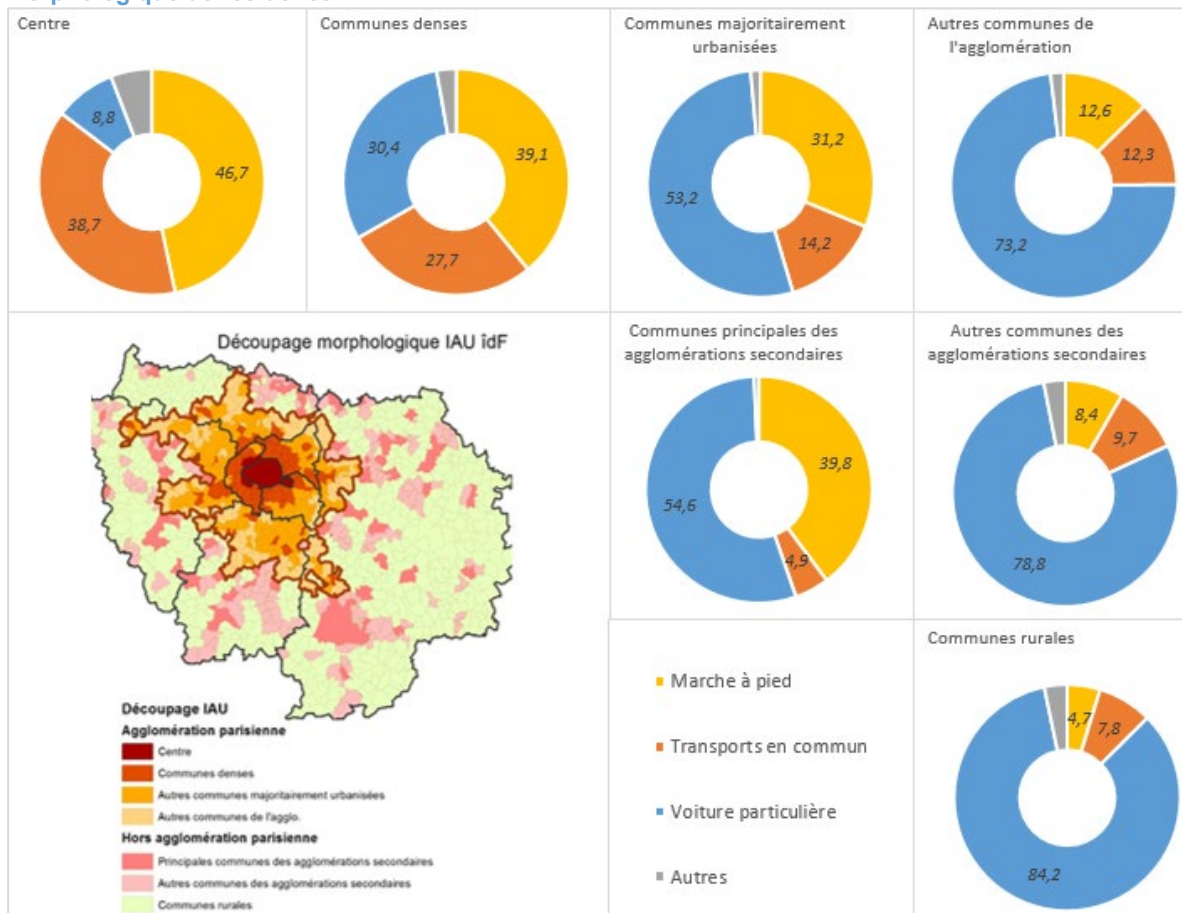 Centre
8,8
46,7
38,7
Communes denses
30,4
39,1
27,7
Communes majoritairement
urbanisées
31,2
53,2
14,2
Autres communes de
l'agglomération
12,6
12,3
73,2
Découpage morphologique IAU îdF
Découpage IAU
Agglomération parisienne
Centre
Communes denses
Autres communes majoritairement urbanisées
Autres communes de l'agglo.
Hors agglomération parisienne
Principales communes des agglomérations secondaires
Autres communes des agglomérations secondaires
Communes rurales
Communes principales des
agglomérations secondaires
39,8
54,6
4,9
Autres communes des
agglomérations secondaires
8,4
9,7
78,8
Marche à pied
Transports en commun
Voiture particulière
Autres
Communes rurales
4,7
7,8
84,2